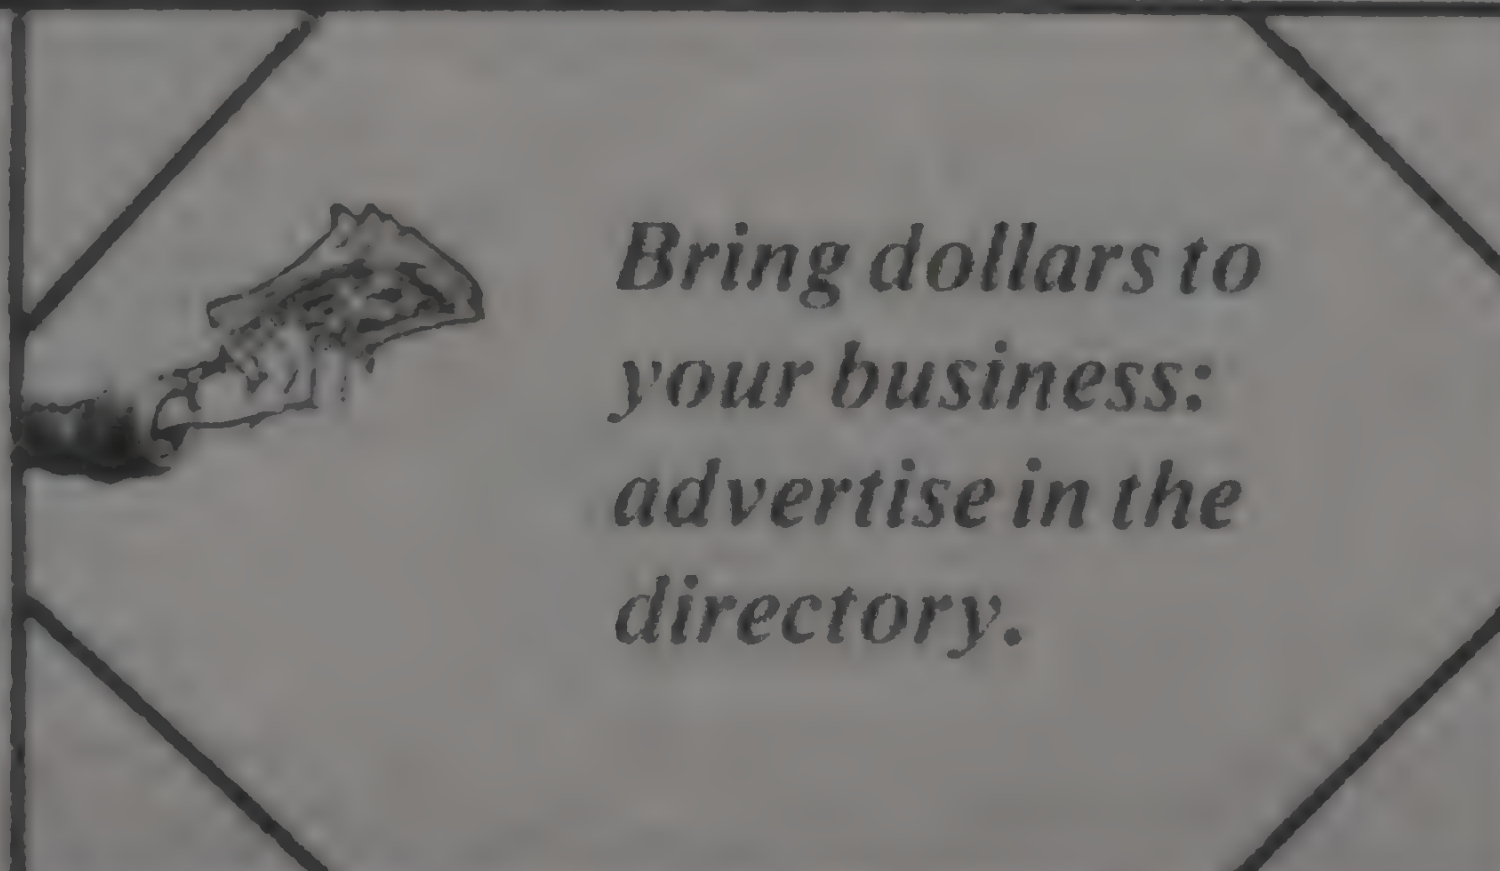 Bring dollars to
your business:
advertise in the
directory.